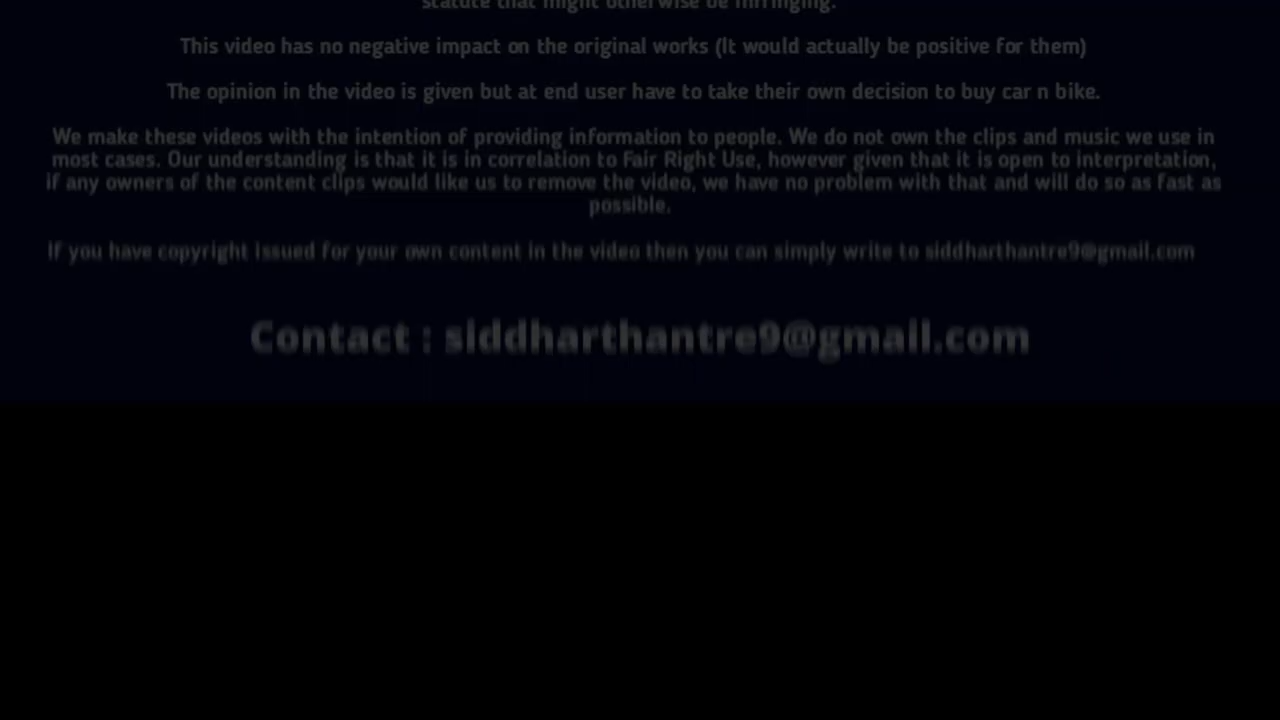 statute that might otherwise be infringing.
This video has no negative impact on the original works (It would actually be positive for them)
The opinion in the video is given but at end user have to take their own decision to buy car n bike.
We make these videos with the intention of providing information to people. We do not own the clips and music we use in
most cases. Our understanding is that it is in correlation to Fair Right Use, however given that it is open to interpretation,
if any owners of the content clips would like us to remove the video, we have no problem with that and will do so as fast as
possible.
If you have copyright issued for your own content in the video then you can simply write to siddharthantre9@gmail.com
Contact : siddharthantre9@gmail.com